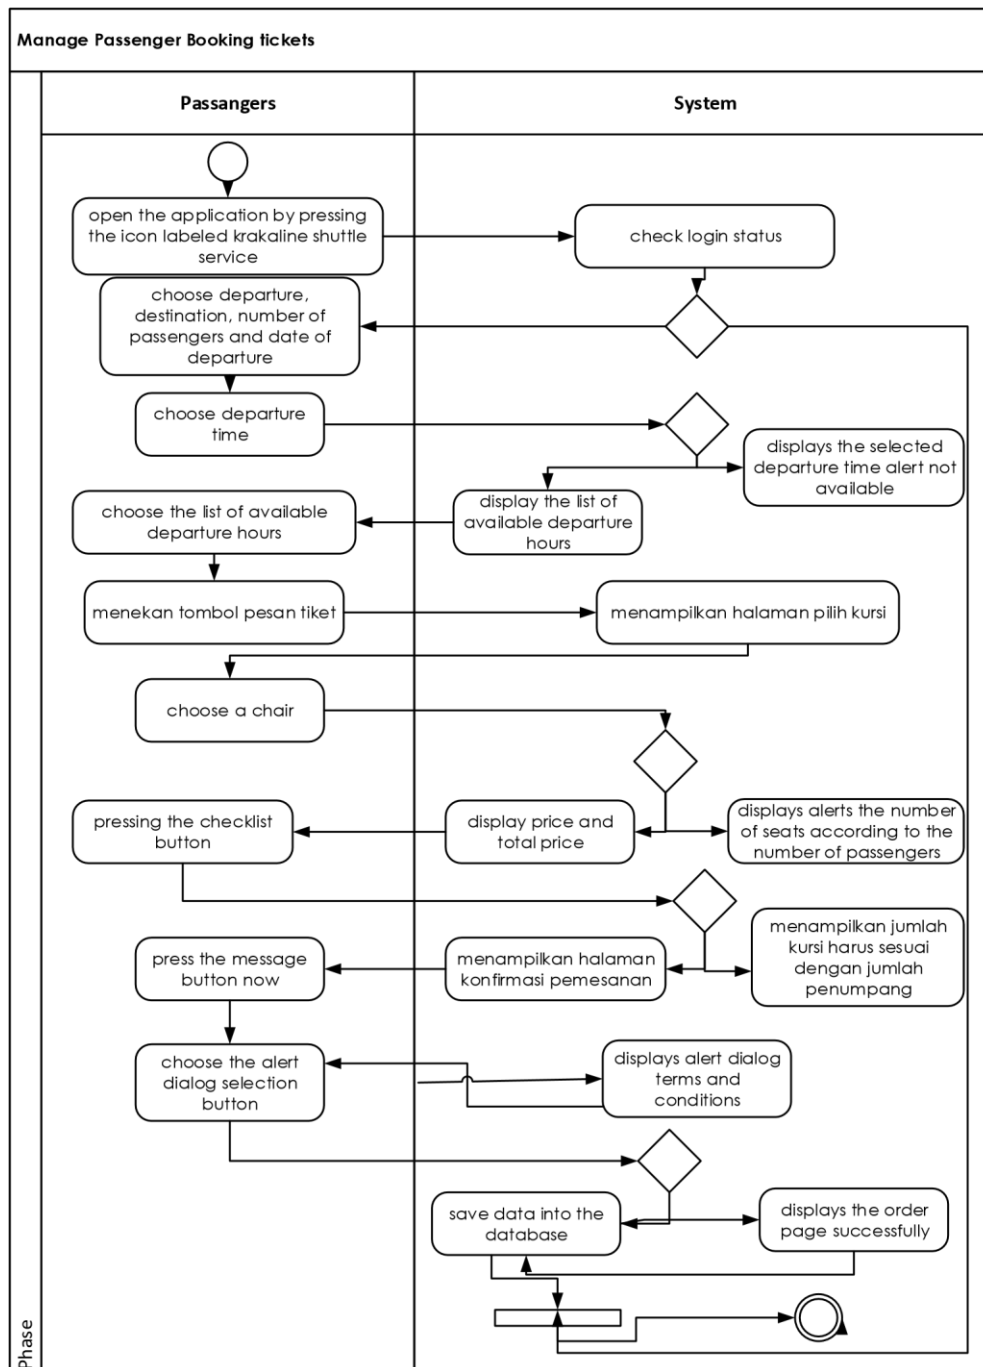 Manage Passenger Booking tickets
Passangers
System
open the application by pressing
the icon labeled krakaline shuttle
service
check login status
choose departure,
destination, number of
passengers and date of
departure
choose departure
time
displays the selected
departure time alert not
available
display the list of
available departure
hours
choose the list of available
departure hours
menekan tombol pesan tiket
menampilkan halaman pilih kursi
choose a chair
pressing the checklist
button
display price and
total price
displays alerts the number
of seats according to the
number of passengers
press the message
button now
menampilkan halaman
konfirmasi pemesanan
menampilkan jumlah
kursi harus sesuai
dengan jumlah
penumpang
choose the alert
dialog selection
button
displays alert dialog
terms and
conditions
save data into the
database
displays the order
page successfully
Phase